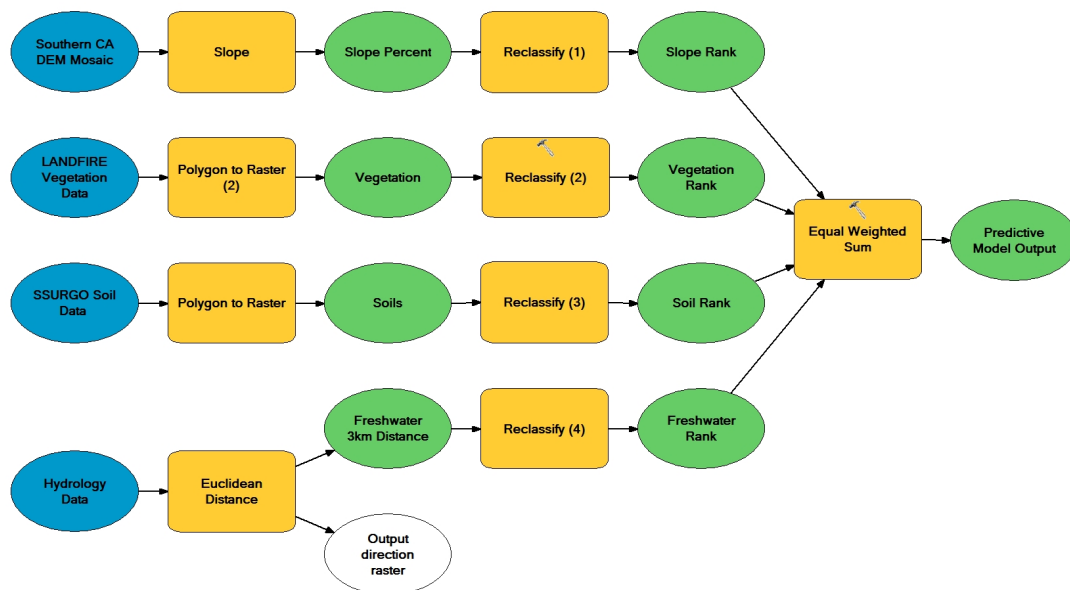 Southern CA
DEM Mosaic
Slope
Slope Percent
Reclassify (1)
Slope Rank
LANDFIRE
Vegetation
Data
Polygon to Raster
(2)
Vegetation
Reclassify (2)
Vegetation
Rank
Equal Weighted
Sum
Predictive
Model Output
SSURGO Soil
Data
Polygon to Raster
Soils
Reclassify (3)
Soil Rank
Freshwater
3km Distance
Reclassify (4)
Freshwater
Rank
Hydrology
Data
Euclidean
Distance
Output
direction
raster